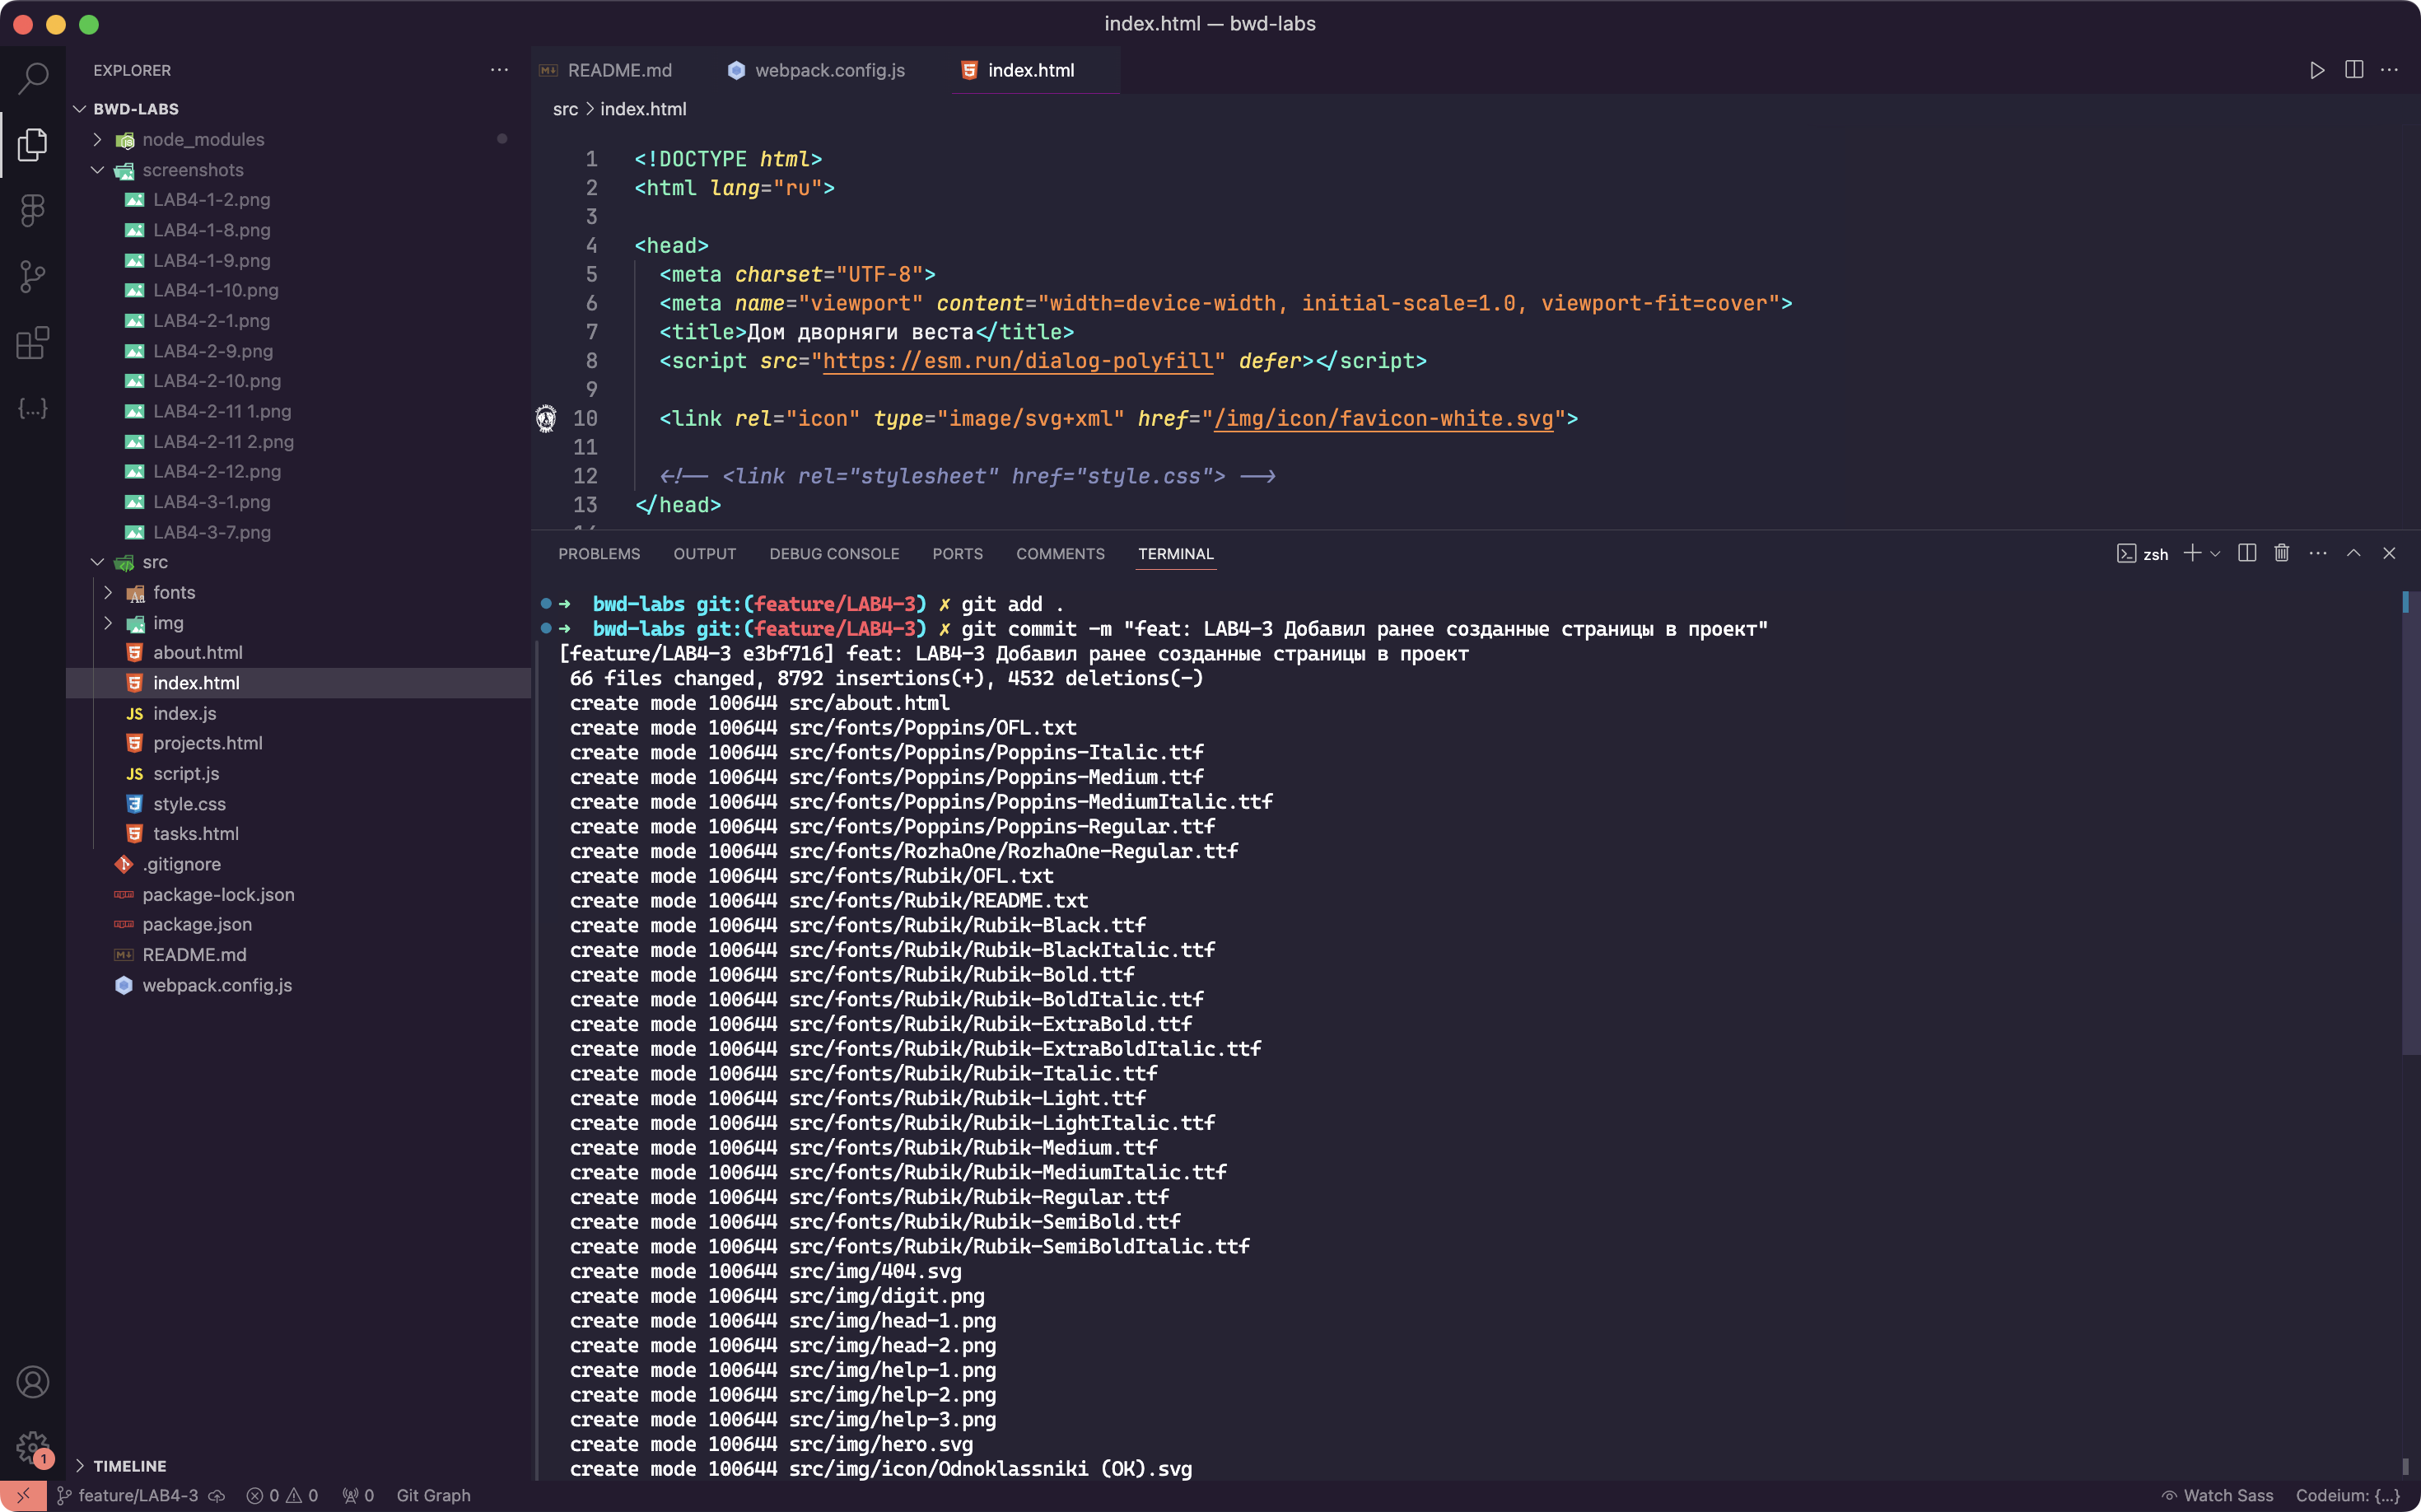 index.html — bwd-labs
EXPLORER
BWD-LABS
node_modules
screenshots
LAB4-1-2.png
LAB4-1-8.png
LAB4-1-9.png
LAB4-1-10.png
LAB4-2-1.png
LAB4-2-9.png
LAB4-2-10.png
LAB4-2-11 1.png
LAB4-2-11 2.png
LAB4-2-12.png
LAB4-3-1.png
LAB4-3-7.png
src
fonts
img
about.html
index.html
JS index.js
projects.html
JS script.js
style.css
tasks.html
.gitignore
package-lock.json
package.json
README.md
webpack.config.js
TIMELINE
README.md
webpack.config.js
index.html
src > index.html
1 <!DOCTYPE html>
2 <html lang="ru">
3
4 <head>
5 <meta charset="UTF-8">
6 <meta name="viewport" content="width=device-width, initial-scale=1.0, viewport-fit=cover">
7 <title>Дом дворняги веста</title>
8 <script src="https://esm.run/dialog-polyfill" defer></script>
9
10 <link rel="icon" type="image/svg+xml" href="/img/icon/favicon-white.svg">
11
12 <!-- <link rel="stylesheet" href="style.css"> -->
13 </head>
PROBLEMS OUTPUT DEBUG CONSOLE PORTS COMMENTS TERMINAL
zsh
➜ bwd-labs git:(feature/LAB4-3) ✗ git add .
➜ bwd-labs git:(feature/LAB4-3) ✗ git commit -m "feat: LAB4-3 Добавил ранее созданные страницы в проект"
[feature/LAB4-3 e3bf716] feat: LAB4-3 Добавил ранее созданные страницы в проект
66 files changed, 8792 insertions(+), 4532 deletions(-)
create mode 100644 src/about.html
create mode 100644 src/fonts/Poppins/OFL.txt
create mode 100644 src/fonts/Poppins/Poppins-Italic.ttf
create mode 100644 src/fonts/Poppins/Poppins-Medium.ttf
create mode 100644 src/fonts/Poppins/Poppins-MediumItalic.ttf
create mode 100644 src/fonts/Poppins/Poppins-Regular.ttf
create mode 100644 src/fonts/RozhaOne/RozhaOne-Regular.ttf
create mode 100644 src/fonts/Rubik/OFL.txt
create mode 100644 src/fonts/Rubik/README.txt
create mode 100644 src/fonts/Rubik/Rubik-Black.ttf
create mode 100644 src/fonts/Rubik/Rubik-BlackItalic.ttf
create mode 100644 src/fonts/Rubik/Rubik-Bold.ttf
create mode 100644 src/fonts/Rubik/Rubik-BoldItalic.ttf
create mode 100644 src/fonts/Rubik/Rubik-ExtraBold.ttf
create mode 100644 src/fonts/Rubik/Rubik-ExtraBoldItalic.ttf
create mode 100644 src/fonts/Rubik/Rubik-Italic.ttf
create mode 100644 src/fonts/Rubik/Rubik-Light.ttf
create mode 100644 src/fonts/Rubik/Rubik-LightItalic.ttf
create mode 100644 src/fonts/Rubik/Rubik-Medium.ttf
create mode 100644 src/fonts/Rubik/Rubik-MediumItalic.ttf
create mode 100644 src/fonts/Rubik/Rubik-Regular.ttf
create mode 100644 src/fonts/Rubik/Rubik-SemiBold.ttf
create mode 100644 src/fonts/Rubik/Rubik-SemiBoldItalic.ttf
create mode 100644 src/img/404.svg
create mode 100644 src/img/digit.png
create mode 100644 src/img/head-1.png
create mode 100644 src/img/head-2.png
create mode 100644 src/img/help-1.png
create mode 100644 src/img/help-2.png
create mode 100644 src/img/help-3.png
create mode 100644 src/img/hero.svg
create mode 100644 src/img/icon/Odnoklassniki (OK).svg
1
feature/LAB4-3 0 0 0 Git Graph Watch Sass Codeium: {...}